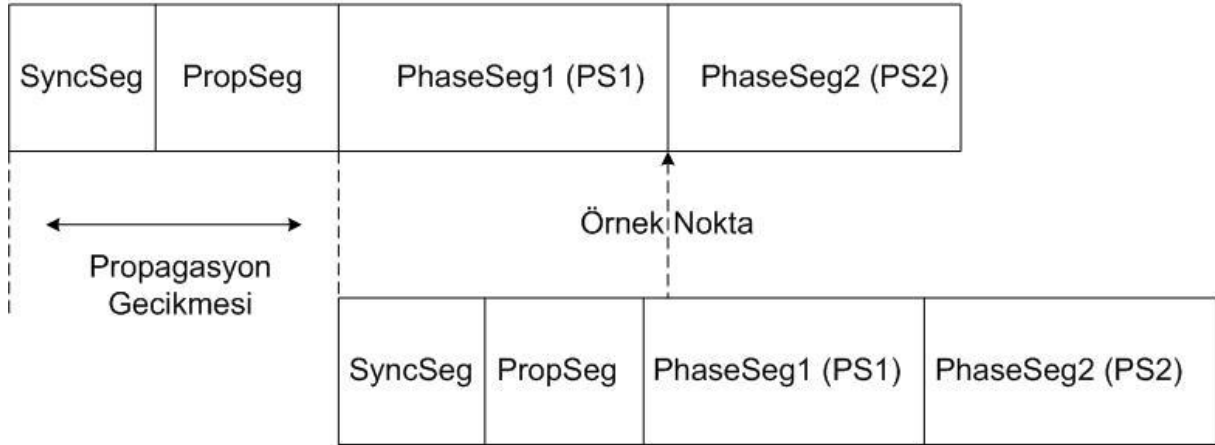 SyncSeg PropSeg PhaseSeg1 (PS1) PhaseSeg2 (PS2)
Örnek Nokta
Propagasyon
Gecikmesi
SyncSeg PropSeg PhaseSeg1 (PS1) PhaseSeg2 (PS2)